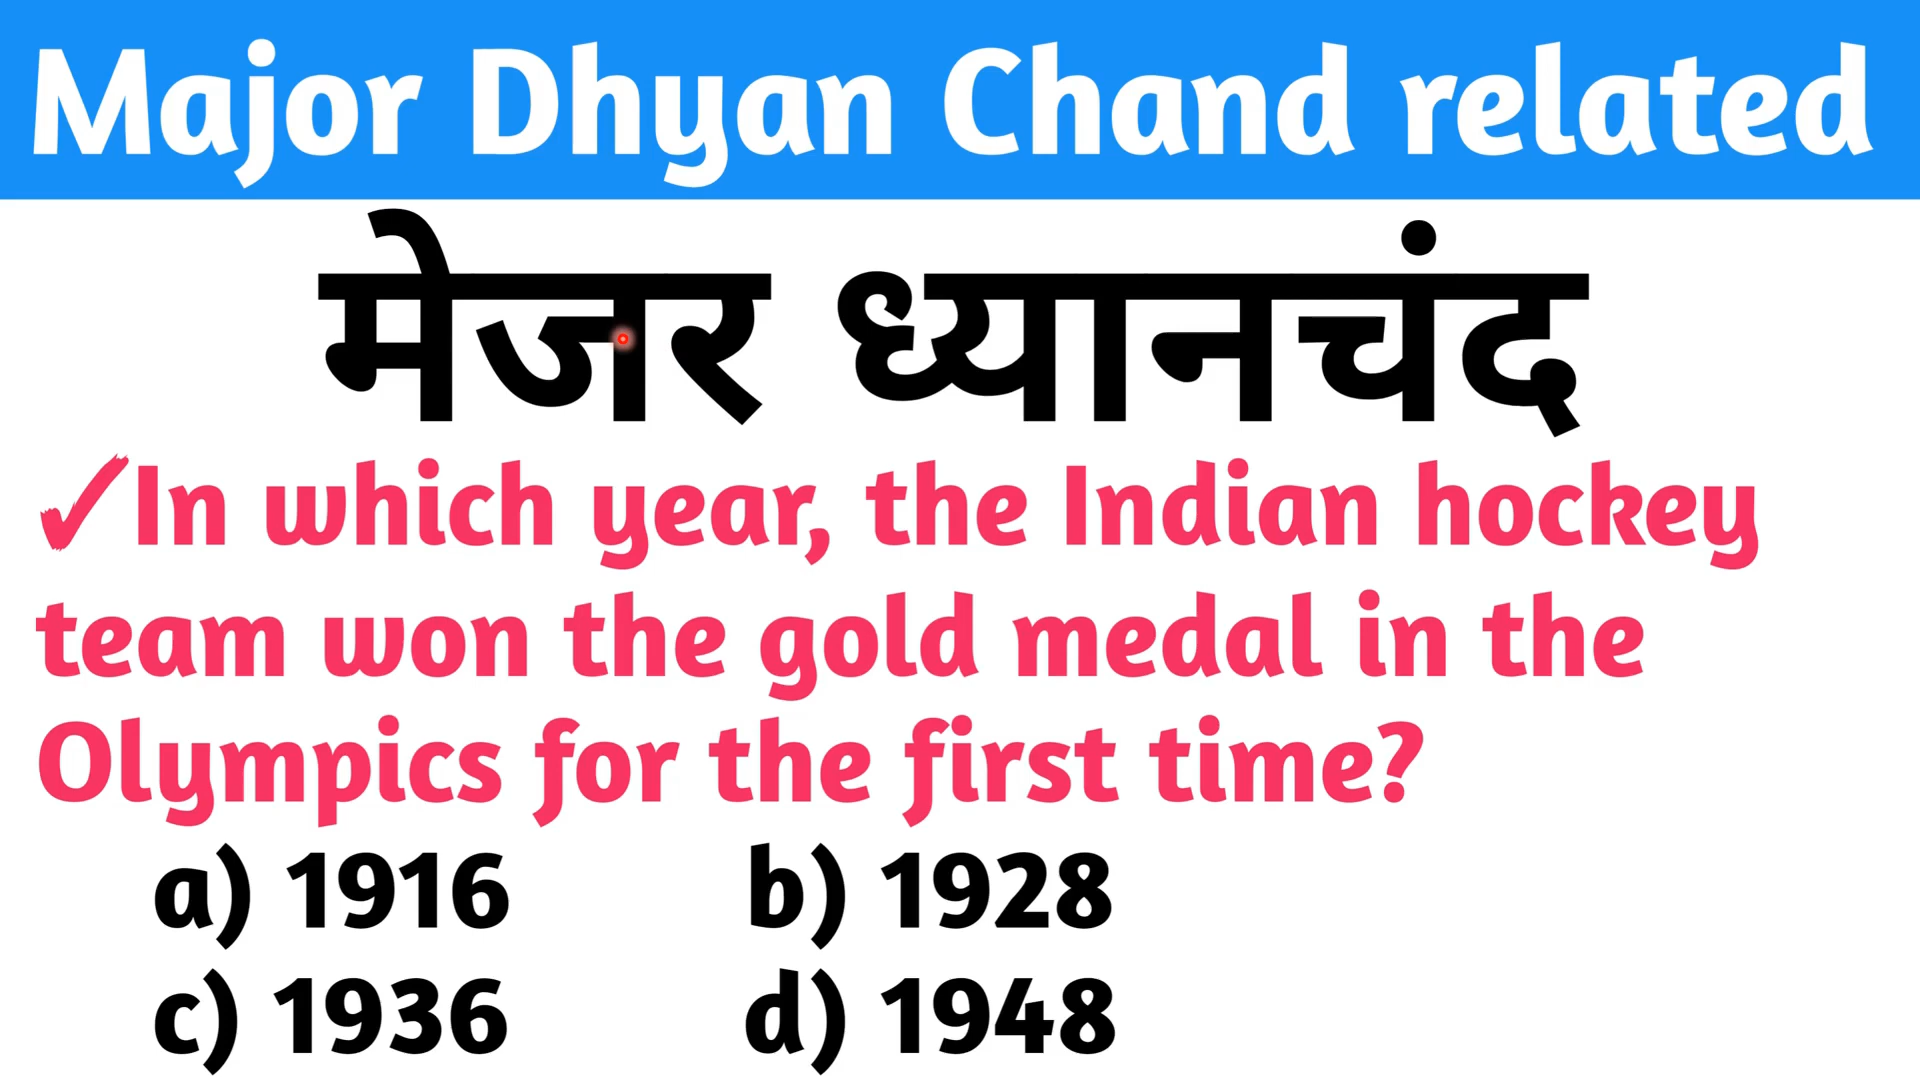 Major Dhyan Chand related
मेजर ध्यानचंद
✓In which year, the Indian hockey
team won the gold medal in the
Olympics for the first time?
a) 1916 b) 1928
c) 1936 d) 1948